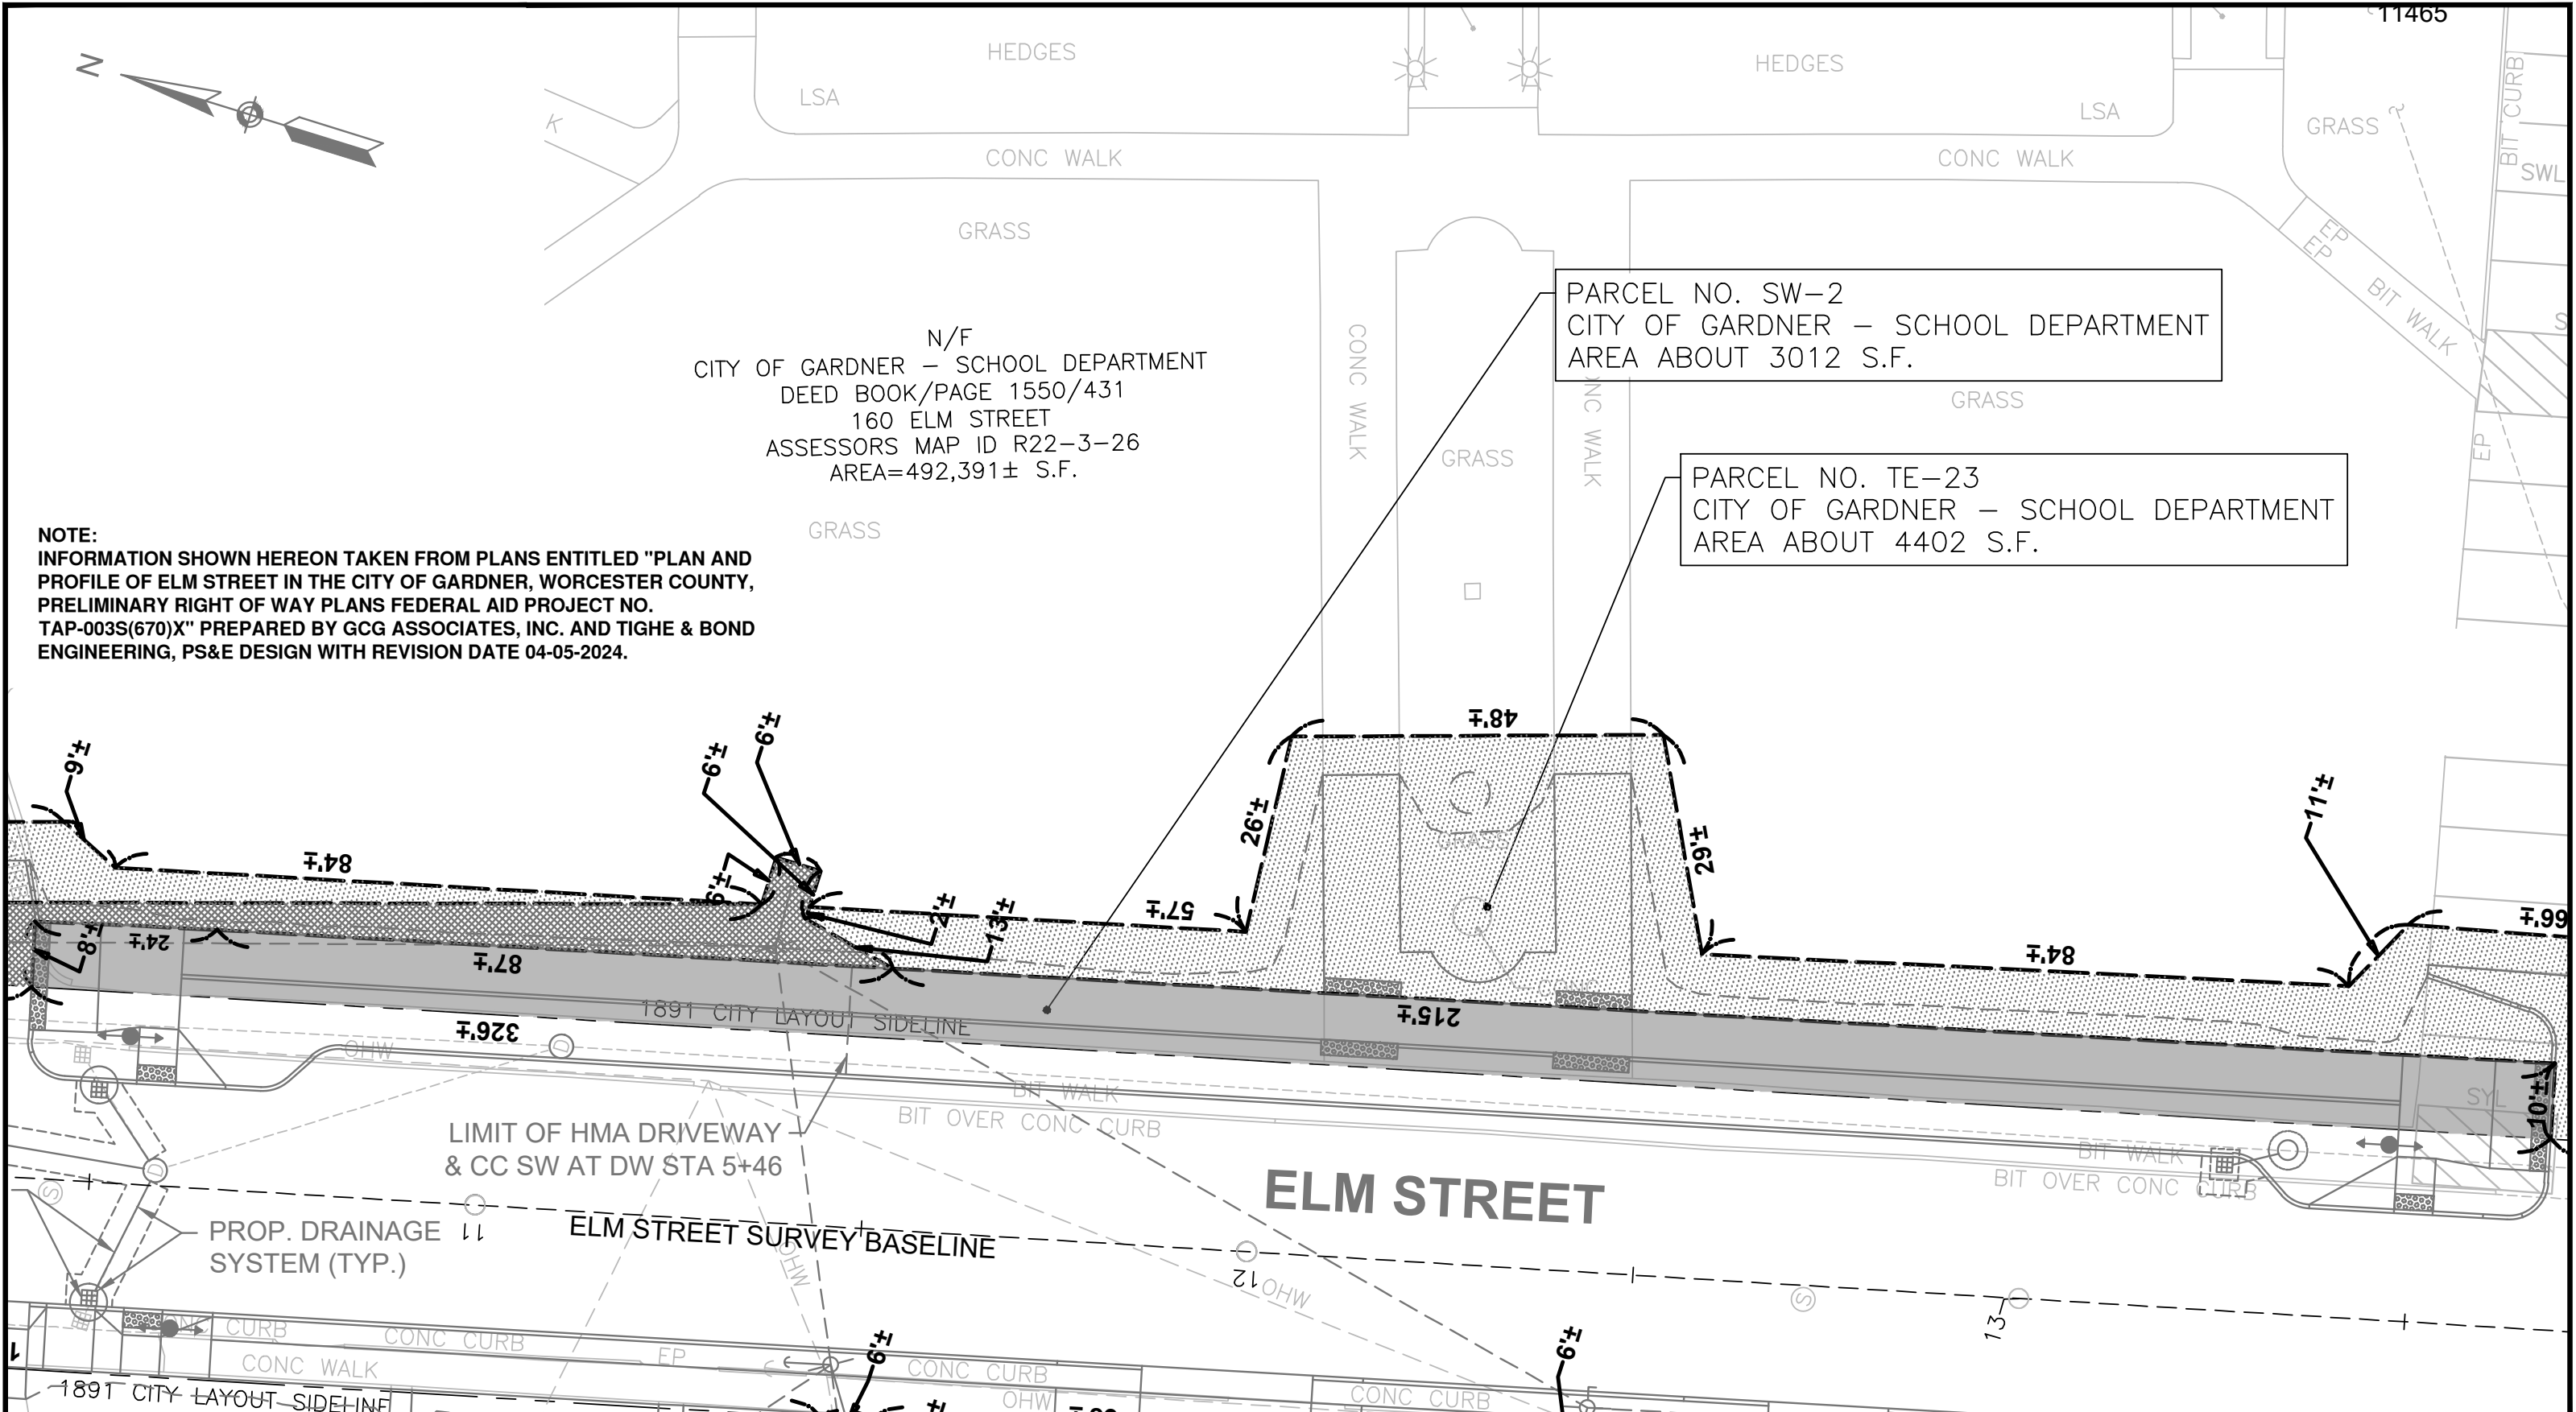 11465
N
HEDGES
HEDGES
LSA
LSA
GRASS
BIT CURB
K
CONC WALK
CONC WALK
SWL
GRASS
EP
EP
BIT WALK
PARCEL NO. SW-2
CITY OF GARDNER - SCHOOL DEPARTMENT
AREA ABOUT 3012 S.F.
N/F
CITY OF GARDNER - SCHOOL DEPARTMENT
DEED BOOK/PAGE 1550/431
160 ELM STREET
ASSESSORS MAP ID R22-3-26
AREA=492,391± S.F.
CONC WALK
NC WALK
GRASS
GRASS
EP
PARCEL NO. TE-23
CITY OF GARDNER - SCHOOL DEPARTMENT
AREA ABOUT 4402 S.F.
GRASS
NOTE:
INFORMATION SHOWN HEREON TAKEN FROM PLANS ENTITLED "PLAN AND
PROFILE OF ELM STREET IN THE CITY OF GARDNER, WORCESTER COUNTY,
PRELIMINARY RIGHT OF WAY PLANS FEDERAL AID PROJECT NO.
TAP-003S(670)X" PREPARED BY GCG ASSOCIATES, INC. AND TIGHE & BOND
ENGINEERING, PS&E DESIGN WITH REVISION DATE 04-05-2024.
48'±
26'±
29'±
11'±
84'±
57'±
2'±
13'±
84'±
66'±
8'±
24'±
87'±
215'±
1891 CITY LAYOUT SIDELINE
326'±
OHW
D
BIT WALK
BIT OVER CONC CURB
SYL
10'±
LIMIT OF HMA DRIVEWAY
& CC SW AT DW STA 5+46
BIT WALK
BIT OVER CONC CURB
ELM STREET
D
S
PROP. DRAINAGE
SYSTEM (TYP.)
11
ELM STREET SURVEY BASELINE
OHW
12
OHW
S
13
CURB
CONC CURB
EP
CONC CURB
CONC CURB
CONC WALK
OHW
1891 CITY LAYOUT SIDELINE